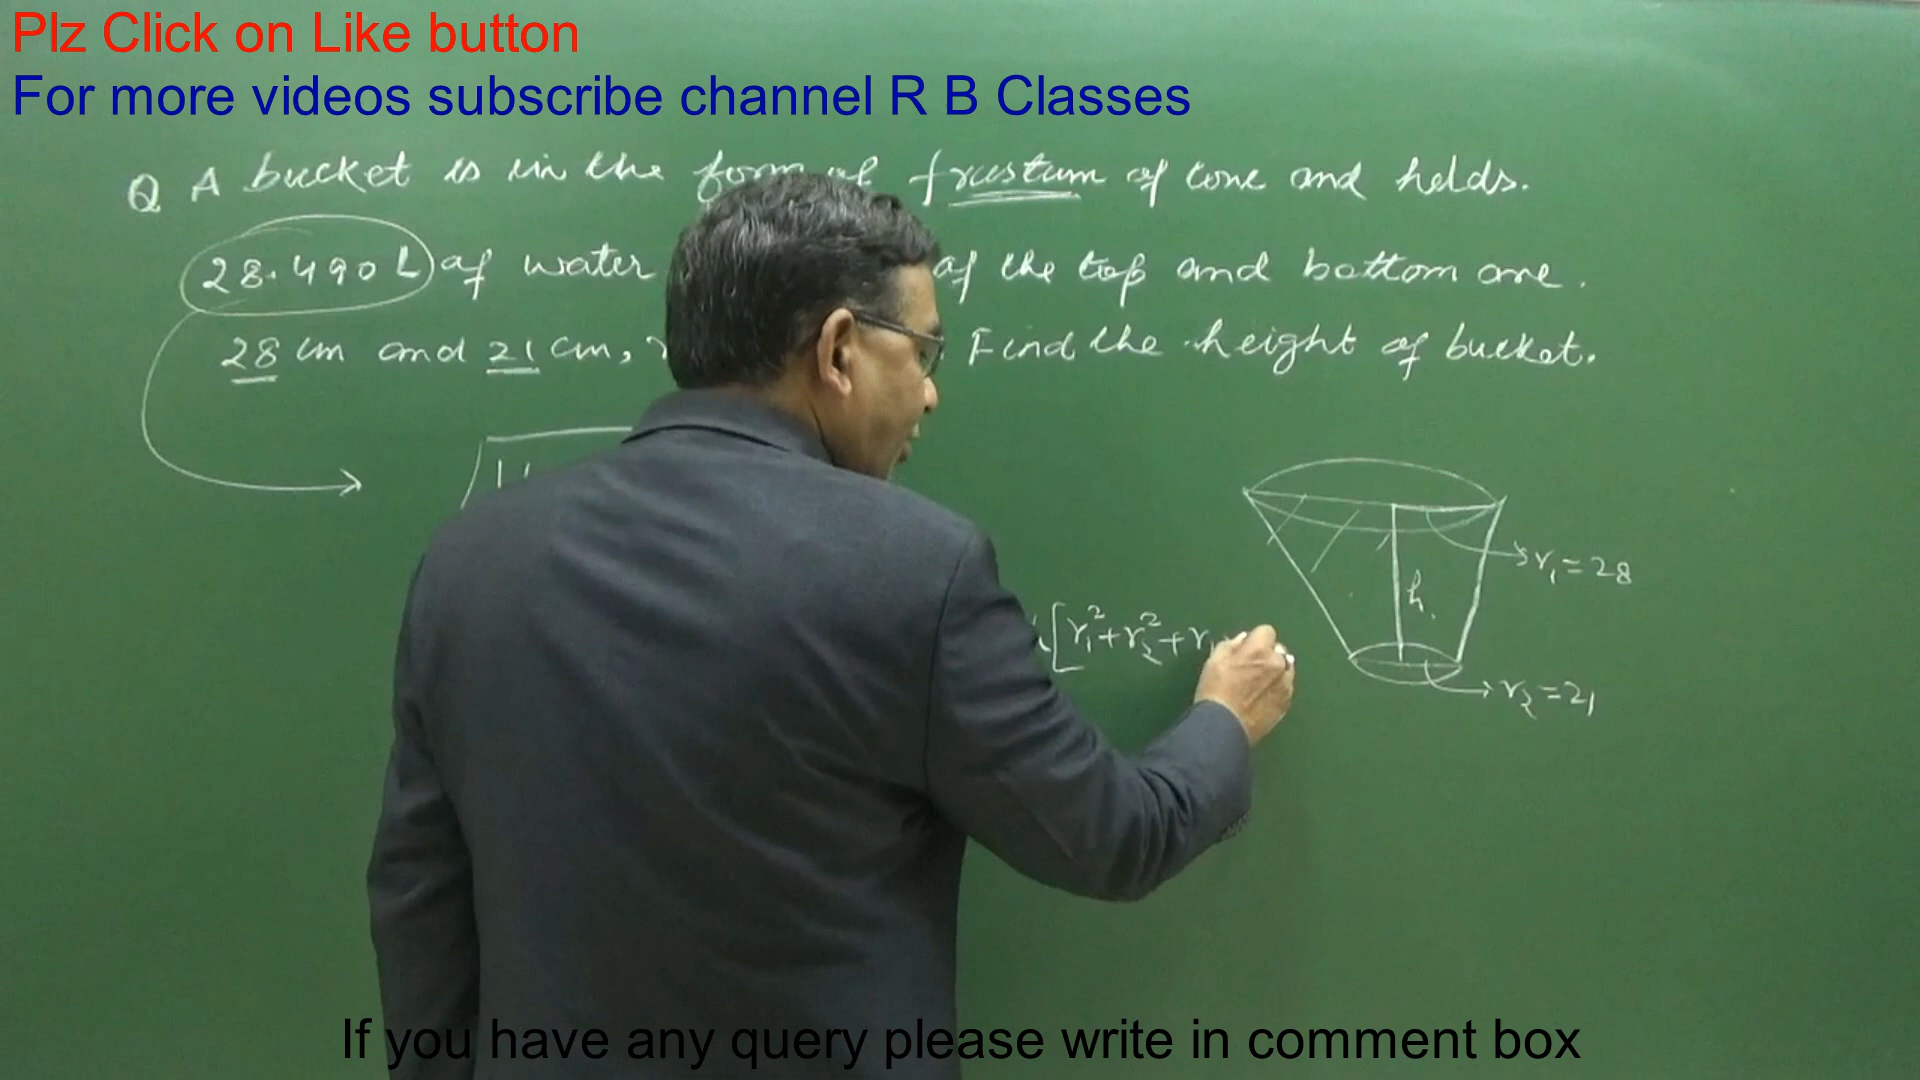 Plz Click on Like button
For more videos subscribe channel R B Classes
Q A bucket is in the form of frustum of cone and holds.
28.490 L of water of the top and bottom are.
28 cm and 21 cm, Find the height of bucket.
r₁ = 28
h.
[r₁² + r₂² + r₁
r₂ = 21
If you have any query please write in comment box